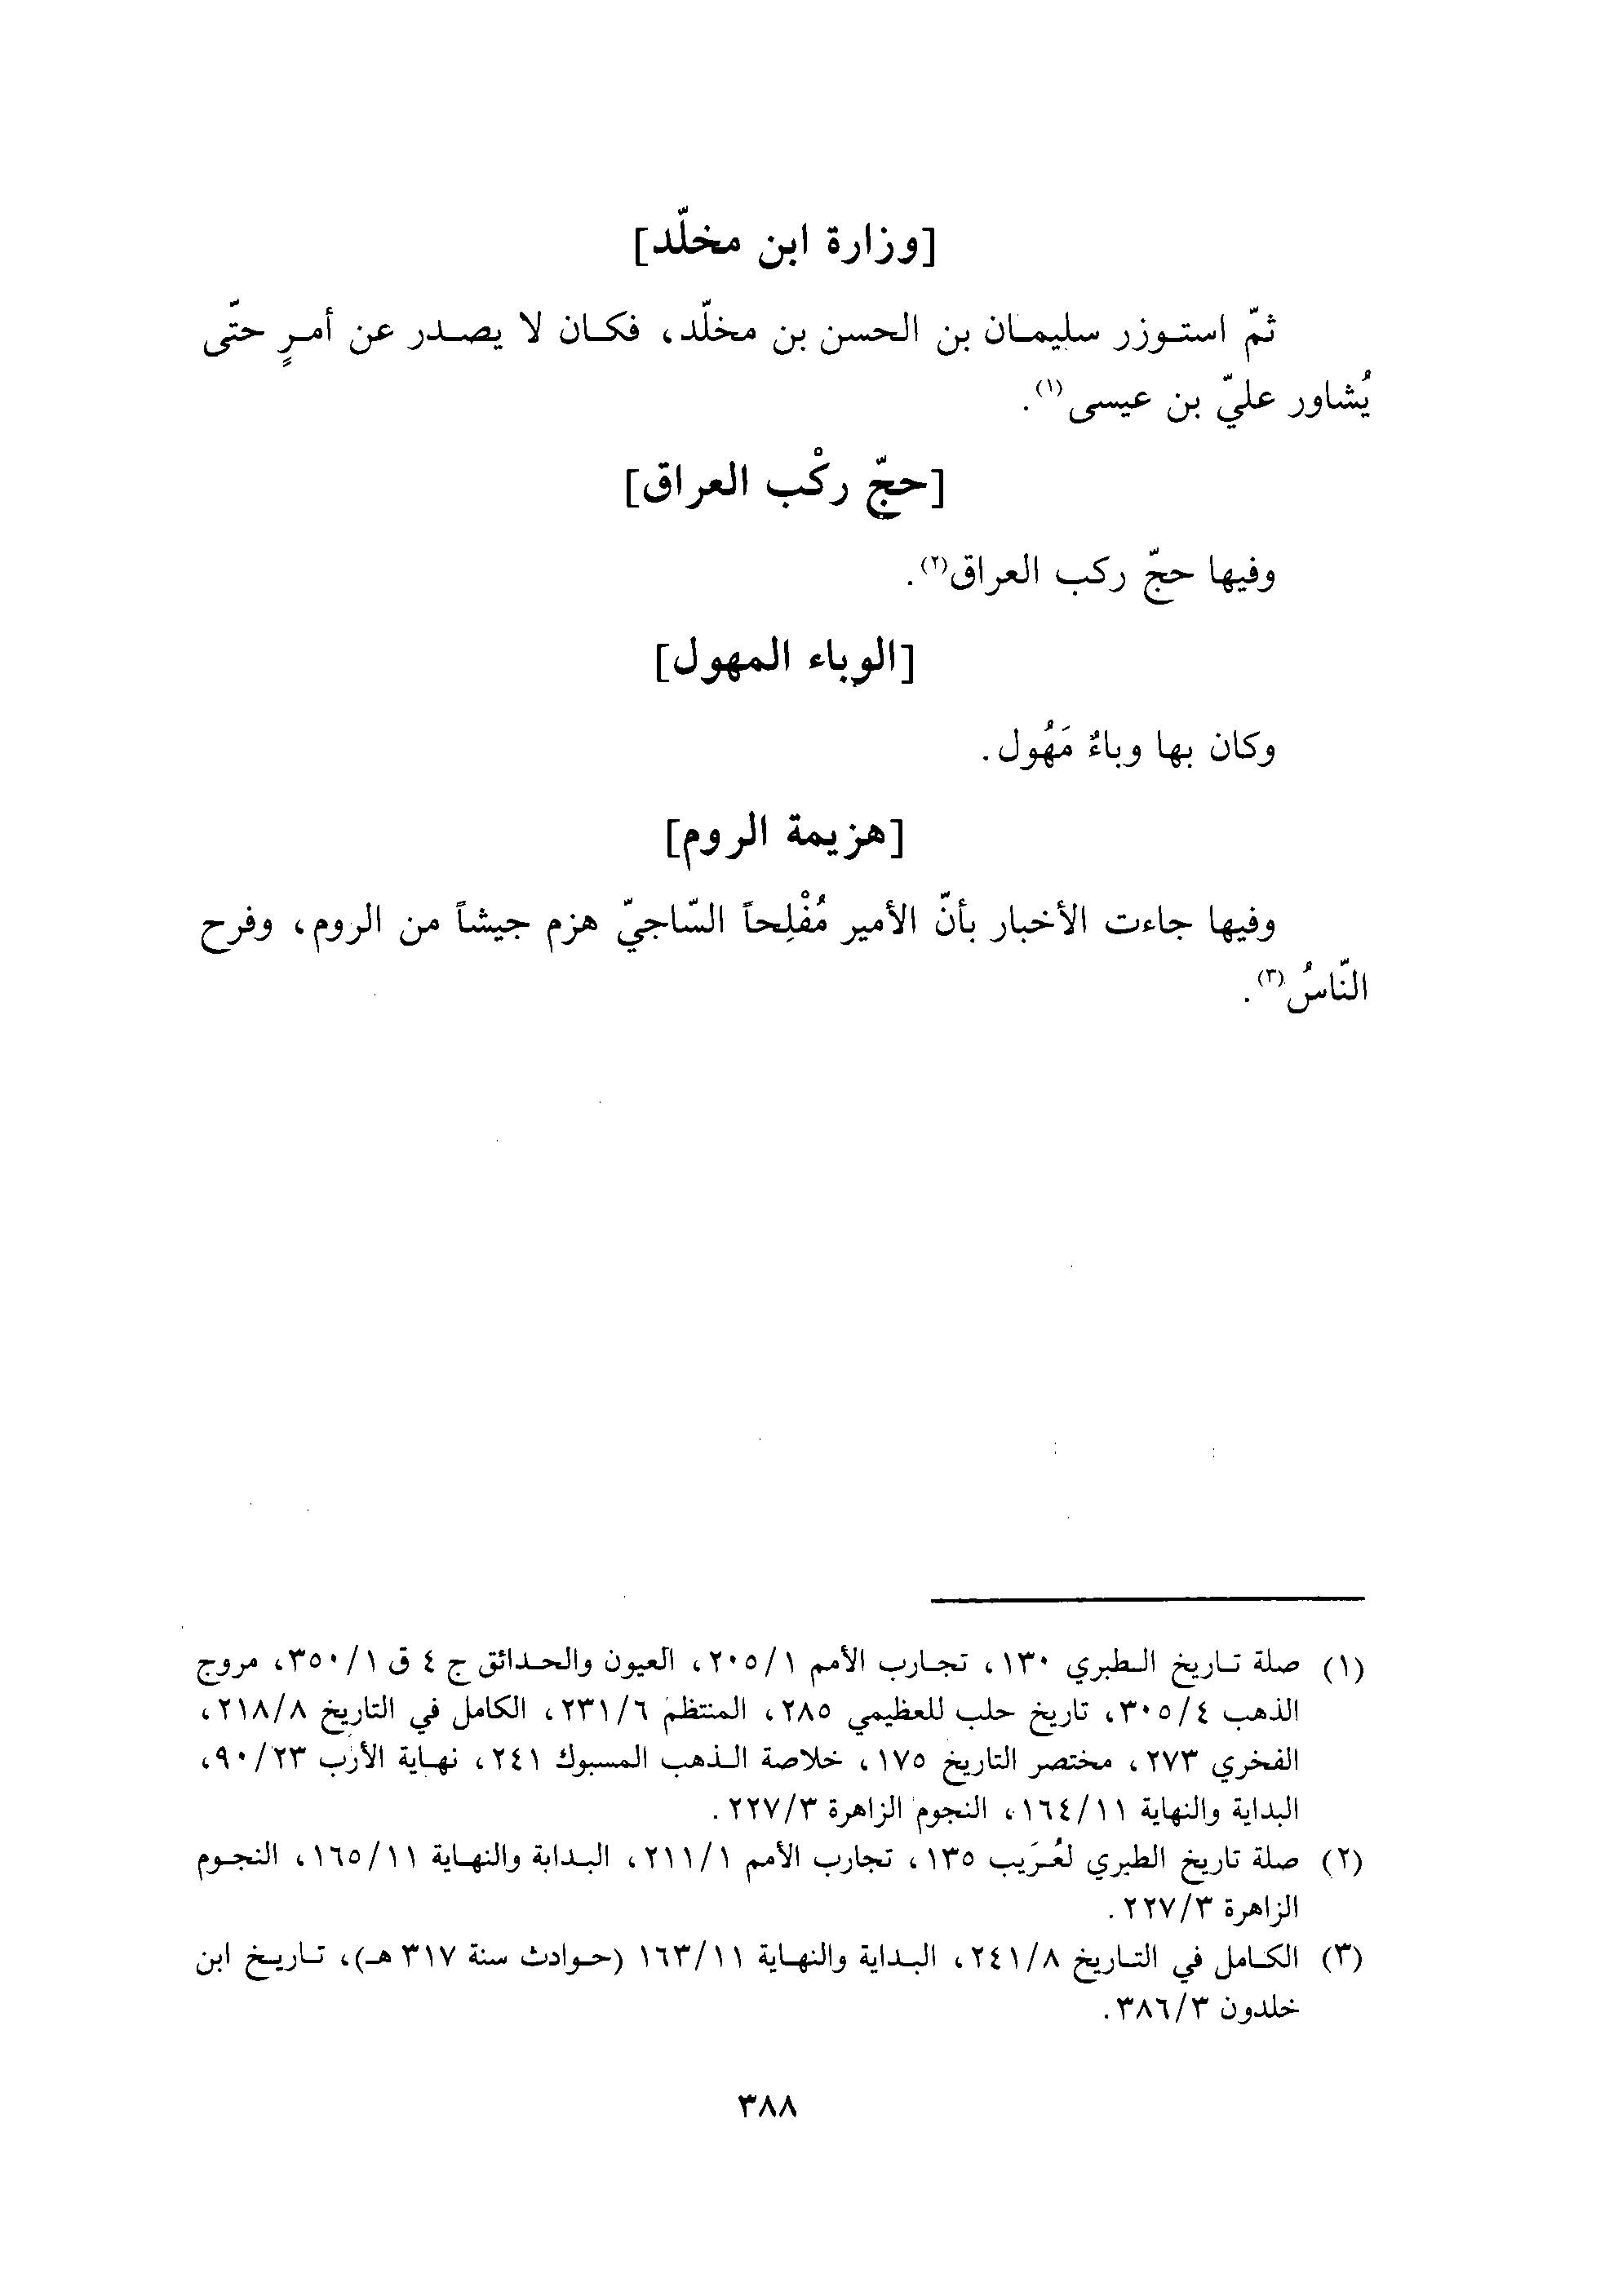 [وزارة ابن مخلّد]
ثمّ استوزر سليمان بن الحسن بن مخلّد، فكان لا يصدر عن أمرٍ حتّى
يُشاور عليّ بن عيسى(١).
[حجّ ركْب العراق]
وفيها حجّ ركب العراق(٢).
[الوباء المهول]
وكان بها وباءٌ مَهُول.
[هزيمة الروم]
وفيها جاءت الأخبار بأنّ الأمير مُفْلِحاً السّاجيّ هزم جيشاً من الروم، وفرح
النّاسُ(٣).
(١) صلة تاريخ الطبري ١٣٠، تجارب الأمم ٢٠٥/١، العيون والحدائق ج ٤ ق ٣٥٠/١، مروج
الذهب ٣٠٥/٤، تاريخ حلب للعظيمي ٢٨٥، المنتظم ٢٣١/٦، الكامل في التاريخ ٢١٨/٨،
الفخري ٢٧٣، مختصر التاريخ ١٧٥، خلاصة الذهب المسبوك ٢٤١، نهاية الأرب ٩٠/٢٣،
البداية والنهاية ١٦٤/١١، النجوم الزاهرة ٢٢٧/٣.
(٢) صلة تاريخ الطبري لعُرَيب ١٣٥، تجارب الأمم ٢١١/١، البداية والنهاية ١٦٥/١١، النجوم
الزاهرة ٢٢٧/٣.
(٣) الكامل في التاريخ ٢٤١/٨، البداية والنهاية ١٦٣/١١ (حوادث سنة ٣١٧ هـ)، تاريخ ابن
خلدون ٣٨٦/٣.
٣٨٨